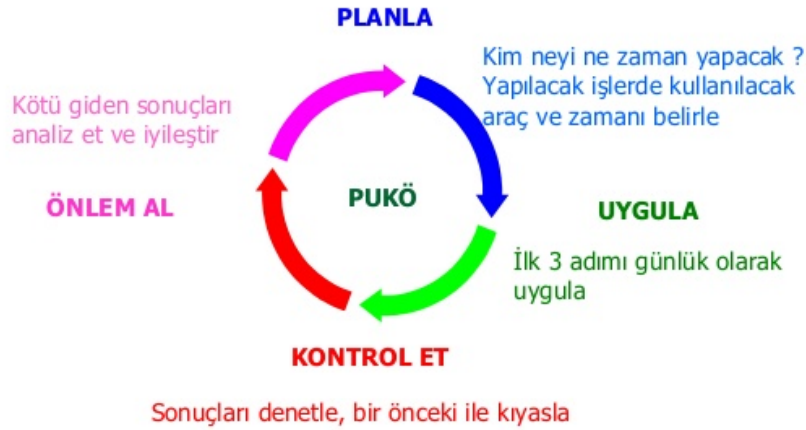 PLANLA
Kim neyi ne zaman yapacak ?
Yapılacak işlerde kullanılacak
araç ve zamanı belirle
Kötü giden sonuçları
analiz et ve iyileştir
PUKÖ
ÖNLEM AL
UYGULA
İlk 3 adımı günlük olarak
uygula
KONTROL ET
Sonuçları denetle, bir önceki ile kıyasla